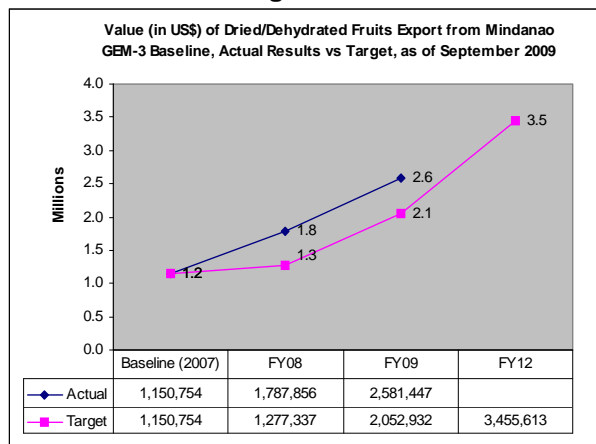 Value (in US$) of Dried/Dehydrated Fruits Export from Mindanao
GEM-3 Baseline, Actual Results vs Target, as of September 2009
4.0
3.5
3.0
2.5
2.0
1.5
1.0
0.5
0.0
Millions
1.2
1.8
1.3
2.6
2.1
3.5
Baseline (2007) FY08 FY09 FY12
Actual 1,150,754 1,787,856 2,581,447
Target 1,150,754 1,277,337 2,052,932 3,455,613